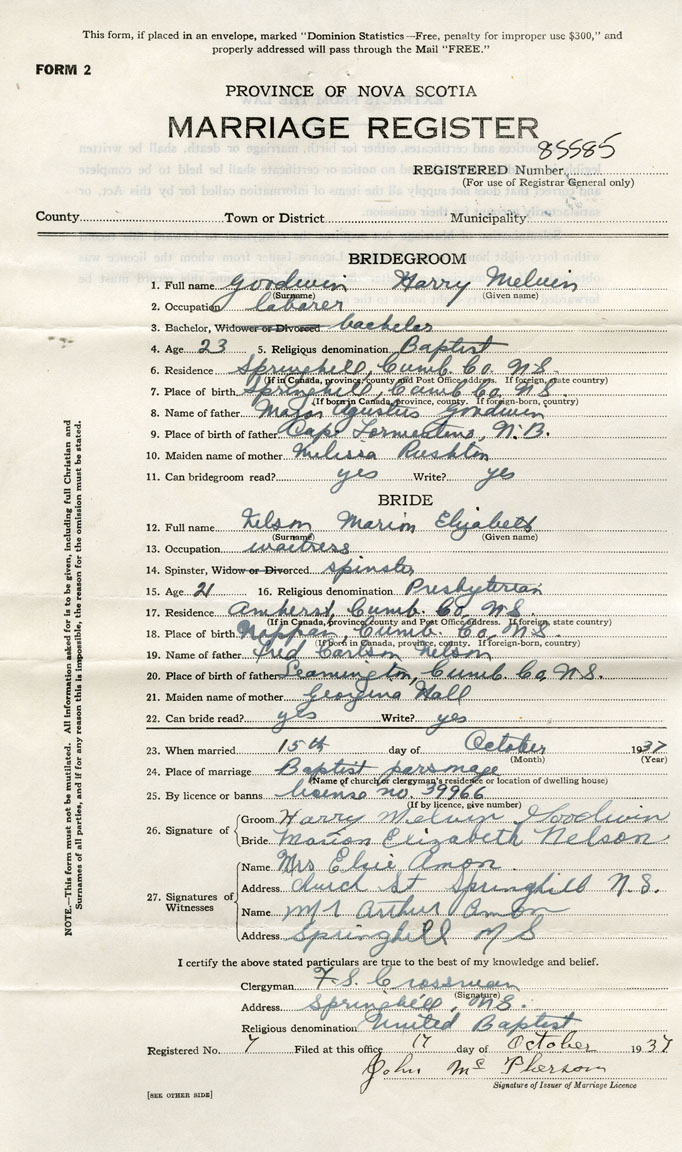 This form, if placed in an envelope, marked "Dominion Statistics—Free, penalty for improper use $300," and
properly addressed will pass through the Mail "FREE."
FORM 2
PROVINCE OF NOVA SCOTIA
MARRIAGE REGISTER
REGISTERED Number 85585
(For use of Registrar General only)
County Town or District Municipality
BRIDEGROOM
1. Full name Goodwin Harry Melvin
(Surname) (Given name)
2. Occupation laborer
3. Bachelor, Widower or Divorced bachelor
4. Age 23 5. Religious denomination Baptist
6. Residence Springhill, Cumb. Co. N.S.
(If in Canada, province, county and Post Office address. If foreign, state country)
7. Place of birth Springhill, Cumb Co, N.S.
(If born in Canada, province, county. If foreign-born, country)
8. Name of father Agustus Goodwin
9. Place of father Cape Tormentine, N.B.
10. Maiden name of mother Melissa Rushton
11. Can bridegroom read? yes Write? yes
BRIDE
12. Full name Nelson Marion Elizabeth
(Surname) (Given name)
13. Occupation waitress
14. Spinster, Widow or Divorced spinster
15. Age 21 16. Religious denomination Presbyterian
17. Residence Amherst, Cumb. Co, N.S.
(If in Canada, province, county and Post Office address. If foreign, state country)
18. Place of birth Nappan, Cumb. Co, N.S.
(If born in Canada, province, county. If foreign-born, country)
19. Name of father Fred Carlson Nelson
20. Place of birth of father Leamington, Cumb. Co, N.S.
21. Maiden name of mother Georgina Hall
22. Can bride read? yes Write? yes
23. When married 15th day of October 1937
(Month) (Year)
24. Place of marriage Baptist parsonage
(Name of church or clergyman's residence or location of dwelling house)
25. By licence or banns license no. 39966
(If by licence, give number)
26. Signature of
Groom Harry Melvin Goodwin
Bride Marion Elizabeth Nelson
27. Signatures of Witnesses
Name Mrs Elsie Amon
Address Church St Springhill N.S.
Name Mr Arthur Amon
Address Springhill N S
I certify the above stated particulars are true to the best of my knowledge and belief.
Clergyman F. S. Crossman
(Signature)
Address Springhill, N.S.
Religious denomination United Baptist
Registered No. 7 Filed at this office 17 day of October 1937
John Mc Pherson
Signature of Issuer of Marriage Licence
[SEE OTHER SIDE]
NOTE.—This form must not be mutilated. All information asked for is to be given, including full Christian and
Surnames of all parties, and if for any reason this is impossible, the reason for the omission must be stated.